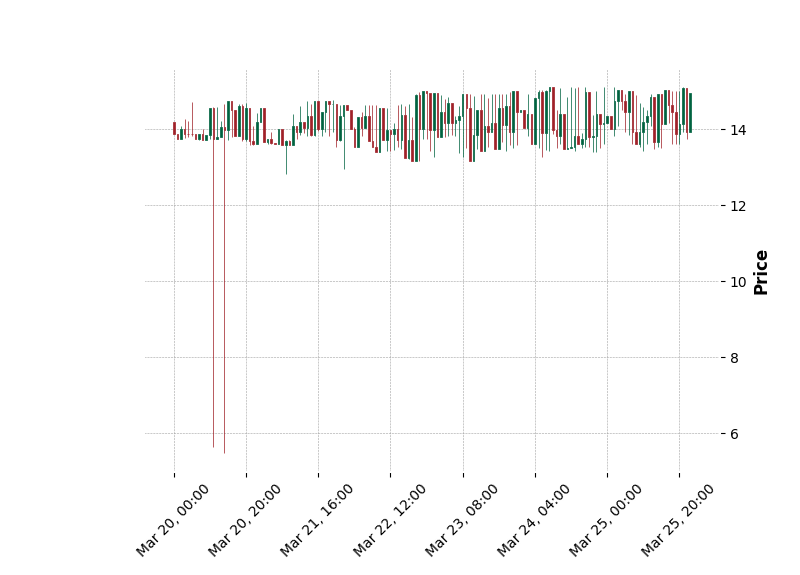 14
12
10
8
6
Price
Mar 20, 00:00
Mar 20, 20:00
Mar 21, 16:00
Mar 22, 12:00
Mar 23, 08:00
Mar 24, 04:00
Mar 25, 00:00
Mar 25, 20:00